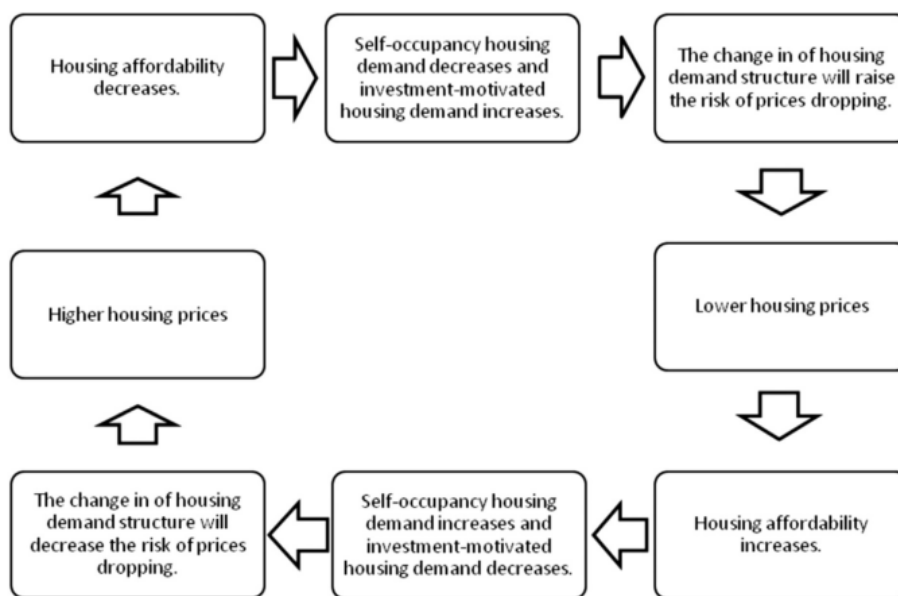 Housing affordability
decreases.
Self-occupancy housing
demand decreases and
investment-motivated
housing demand increases.
The change in of housing
demand structure will raise
the risk of prices dropping.
Higher housing prices
Lower housing prices
The change in of housing
demand structure will
decrease the risk of prices
dropping.
Self-occupancy housing
demand increases and
investment-motivated
housing demand decreases.
Housing affordability
increases.